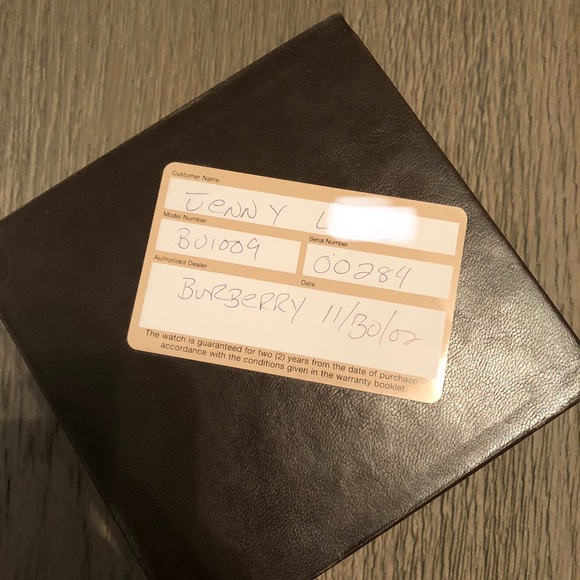 Customer Name
JENNY L
Model Number
BU1009
Serial Number
00284
Authorized Dealer
Date
BURBERRY 11/30/02
The watch is guaranteed for two (2) years from the date of purchase
accordance with the conditions given in the warranty booklet.